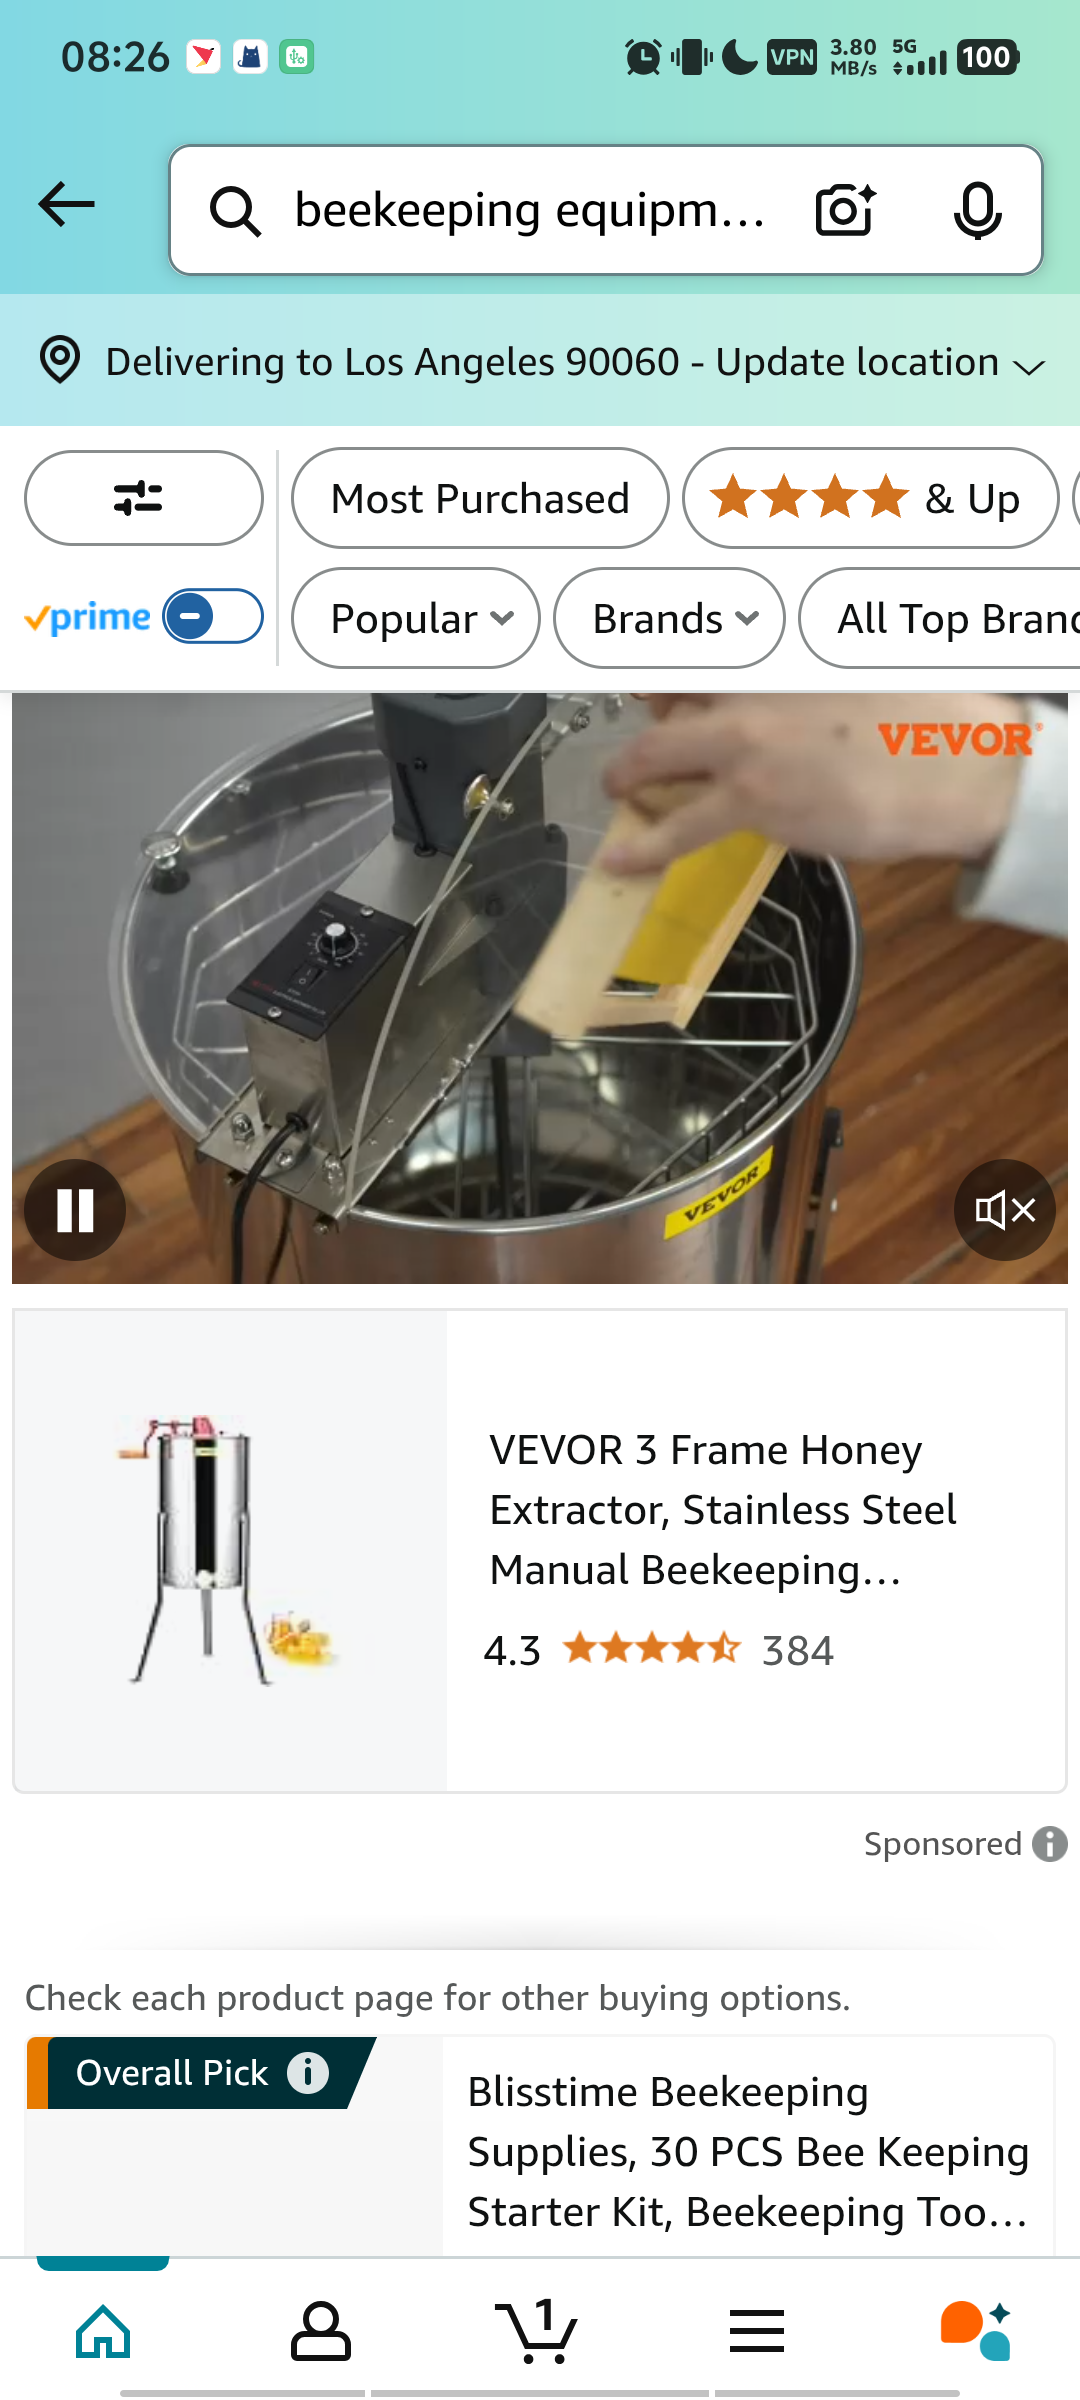 08:26
VPN
3.80 MB/s
5G
100
beekeeping equipm...
Delivering to Los Angeles 90060 - Update location
Most Purchased
& Up
prime
Popular
Brands
All Top Branc
VEVOR
VEVOR
VEVOR 3 Frame Honey
Extractor, Stainless Steel
Manual Beekeeping...
4.3
384
Sponsored
Check each product page for other buying options.
Overall Pick
Blisstime Beekeeping
Supplies, 30 PCS Bee Keeping
Starter Kit, Beekeeping Too...
1